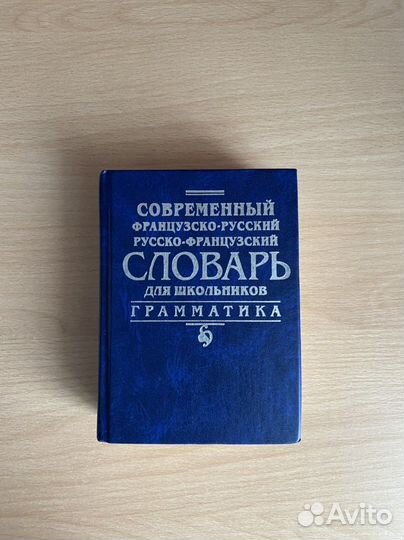 СОВРЕМЕННЫЙ
ФРАНЦУЗСКО-РУССКИЙ
РУССКО-ФРАНЦУЗСКИЙ
СЛОВАРЬ
ДЛЯ ШКОЛЬНИКОВ
ГРАММАТИКА
Avito